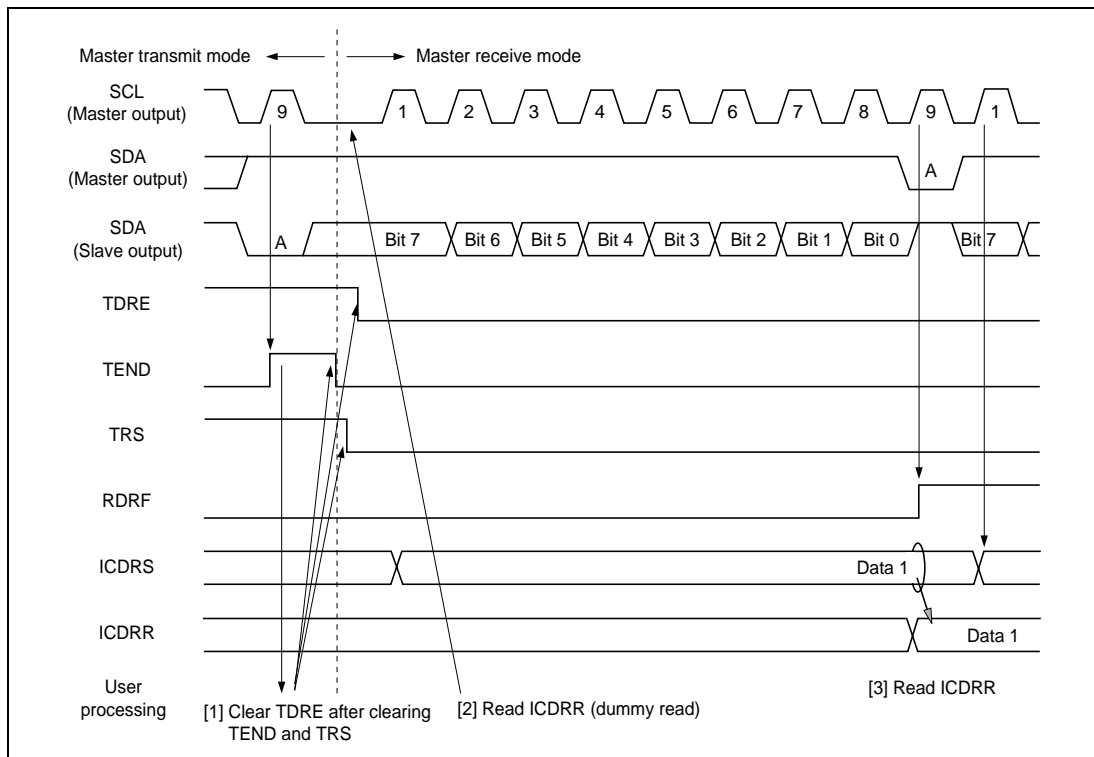 Master transmit mode
Master receive mode
SCL
(Master output)
9
1
2
3
4
5
6
7
8
9
1
SDA
(Master output)
A
SDA
(Slave output)
A
Bit 7
Bit 6
Bit 5
Bit 4
Bit 3
Bit 2
Bit 1
Bit 0
Bit 7
TDRE
TEND
TRS
RDRF
ICDRS
Data 1
ICDRR
Data 1
User
processing
[1] Clear TDRE after clearing
TEND and TRS
[2] Read ICDRR (dummy read)
[3] Read ICDRR